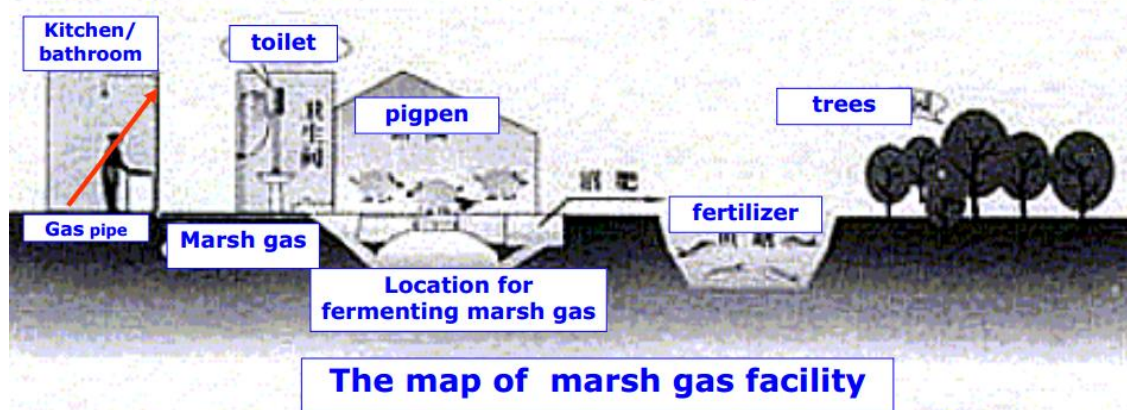 Kitchen/
bathroom
toilet
pigpen
trees
Gas pipe
Marsh gas
fertilizer
Location for
fermenting marsh gas
The map of marsh gas facility